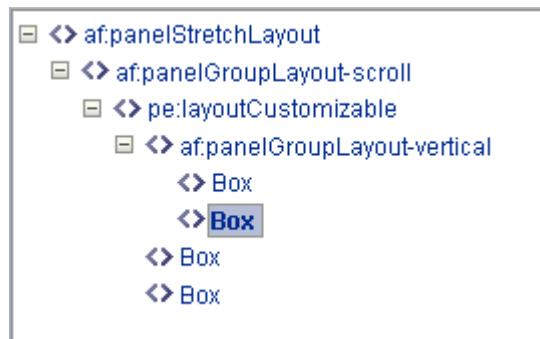 af:panelStretchLayout
af:panelGroupLayout-scroll
pe:layoutCustomizable
af:panelGroupLayout-vertical
Box
Box
Box
Box